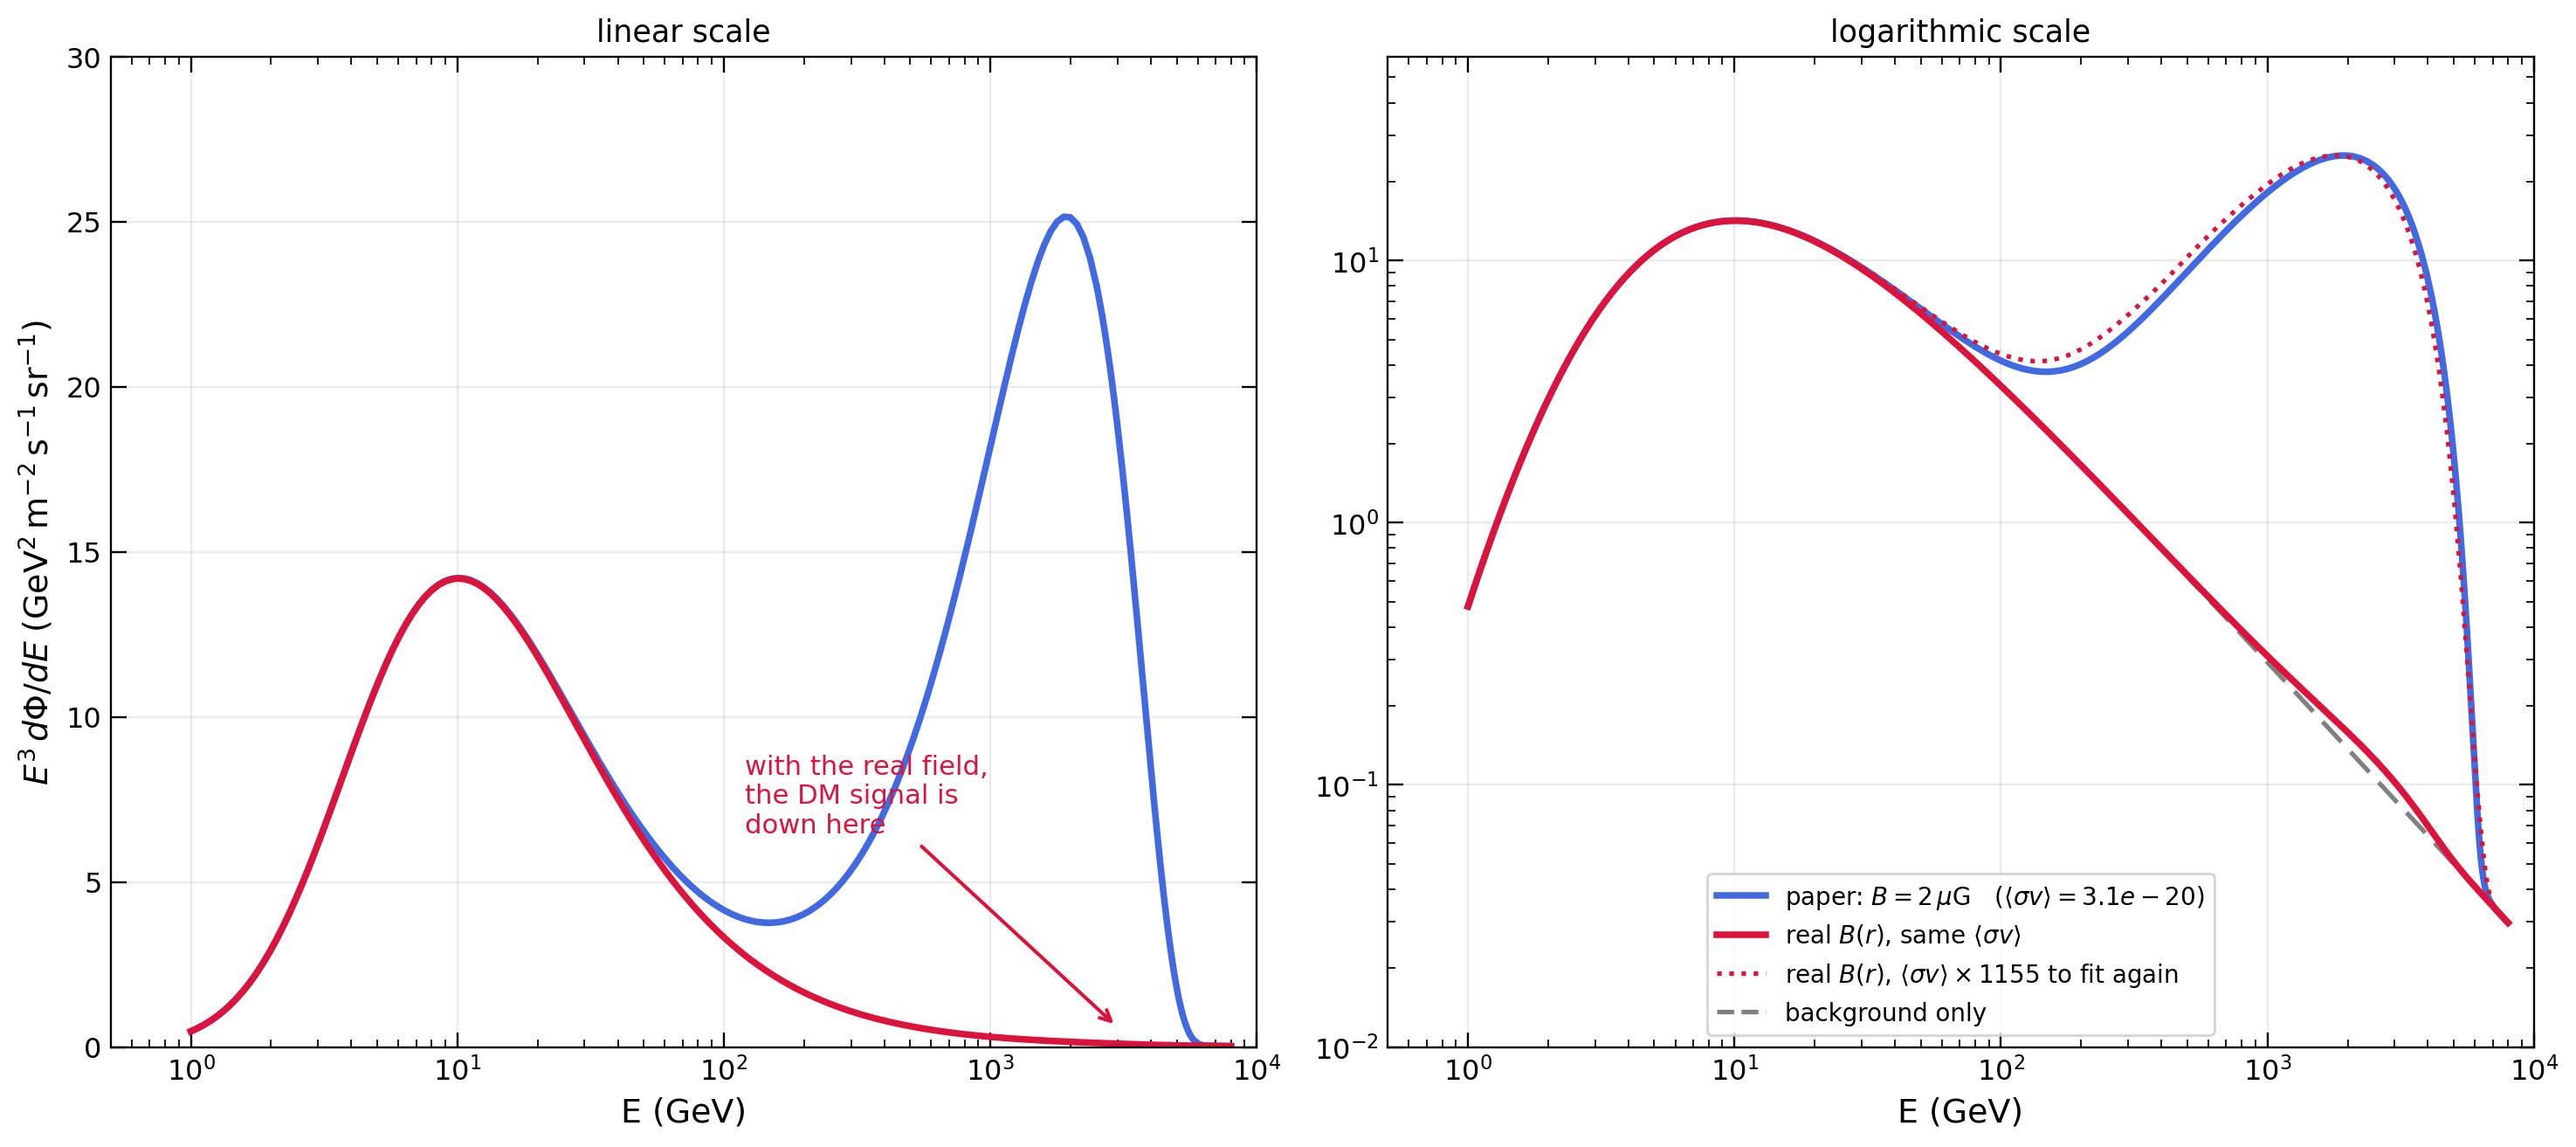 linear scale
30
25
20
15
10
5
0
E³ dΦ/dE (GeV² m⁻² s⁻¹ sr⁻¹)
with the real field,
the DM signal is
down here
10⁰ 10¹ 10² 10³ 10⁴
E (GeV)
logarithmic scale
10¹
10⁰
10⁻¹
10⁻²
paper: B = 2 μG (⟨σv⟩ = 3.1e − 20)
real B(r), same ⟨σv⟩
real B(r), ⟨σv⟩ × 1155 to fit again
background only
10⁰ 10¹ 10² 10³ 10⁴
E (GeV)